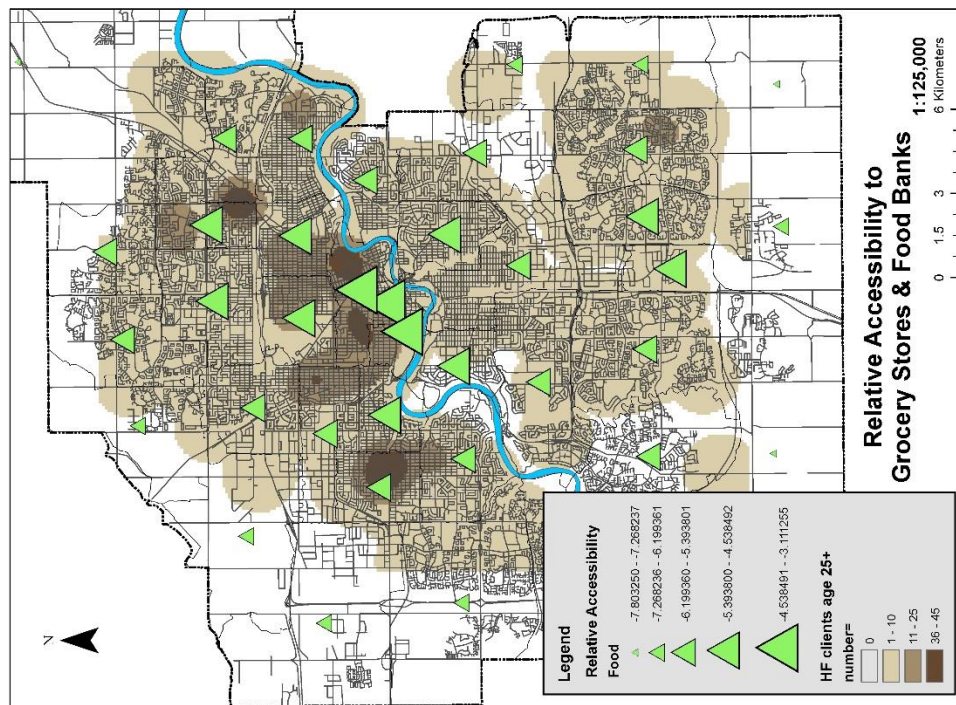 N
Relative Accessibility to
Grocery Stores & Food Banks
1:125,000
0 1.5 3 6 Kilometers
Legend
Relative Accessibility
Food
-7.803250 - -7.268237
-7.268236 - -6.199361
-6.199360 - -5.393801
-5.393800 - -4.538492
-4.538491 - -3.111255
HF clients age 25+
number=
0
1 - 10
11 - 25
36 - 45